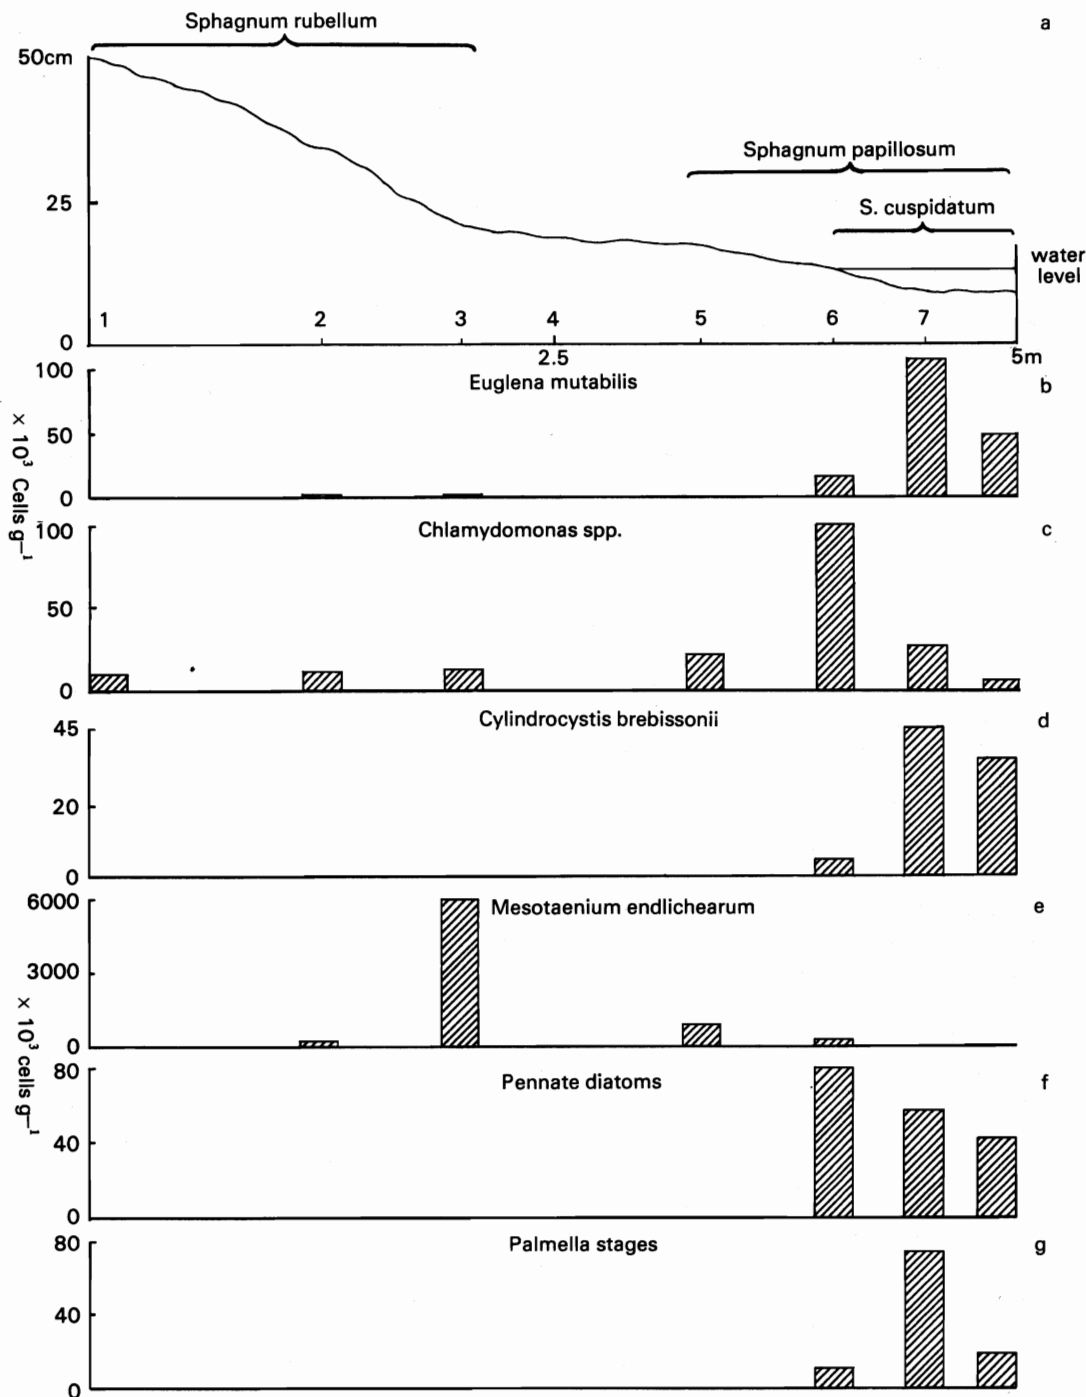 Sphagnum rubellum
a
50cm
Sphagnum papillosum
25
S. cuspidatum
water
level
1 2 3 4 5 6 7
0
2.5 5m
100
Euglena mutabilis
b
50
0
× 10³ Cells g–¹
100
Chlamydomonas spp.
c
50
0
Cylindrocystis brebissonii
d
45
20
0
6000
Mesotaenium endlichearum
e
3000
0
× 10³ cells g–¹
80
Pennate diatoms
f
40
0
80
Palmella stages
g
40
0